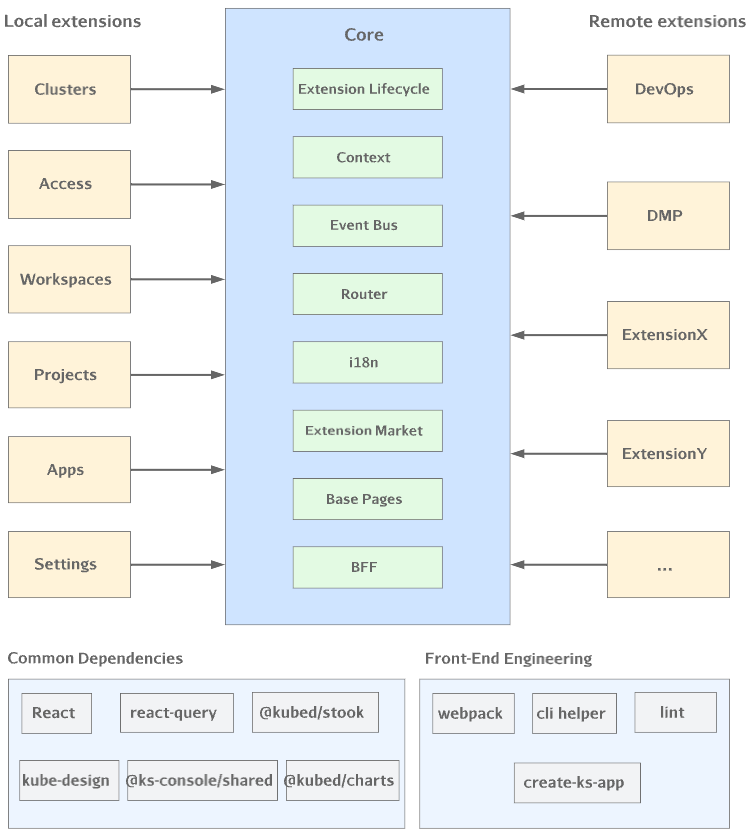 Local extensions
Core
Remote extensions
Clusters
Access
Workspaces
Projects
Apps
Settings
Extension Lifecycle
Context
Event Bus
Router
i18n
Extension Market
Base Pages
BFF
DevOps
DMP
ExtensionX
ExtensionY
...
Common Dependencies
React
react-query
@kubed/stook
kube-design
@ks-console/shared
@kubed/charts
Front-End Engineering
webpack
cli helper
lint
create-ks-app